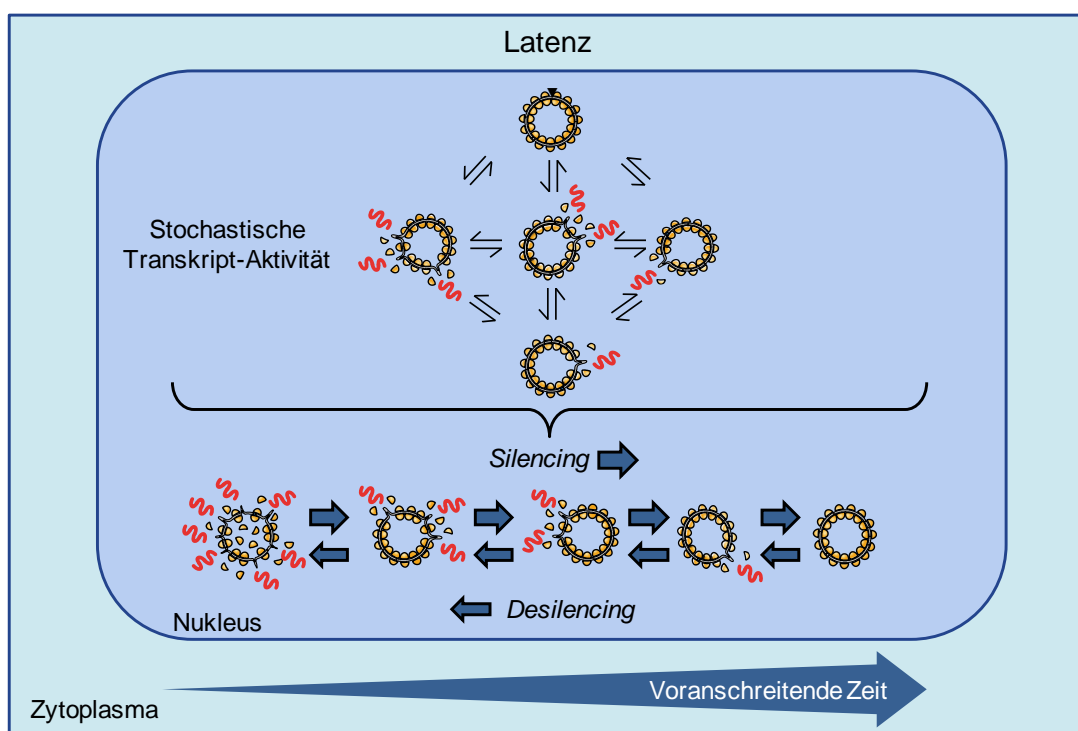 Latenz
Stochastische
Transkript-Aktivität
Silencing
Desilencing
Nukleus
Voranschreitende Zeit
Zytoplasma